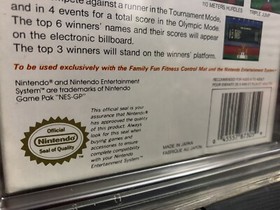 against a runner in the Tournament Mode,
and in 4 events for a total score in the Olympic Mode.
The top 6 winners' names and their scores will appear
on the electronic billboard.
The top 3 winners will stand on the winners' platform.
To be used exclusively with the Family Fun Fitness Control Mat and the Nintendo Entertainment
Nintendo® and Nintendo Entertainment
System™ are trademarks of Nintendo
Game Pak "NES-GP"
This official seal is your
assurance that Nintendo®
has approved the quality
of this product. Always
look for this seal when
buying games and
accessories to ensure
complete compatibility
with your Nintendo
Entertainment System™.
Official
Nintendo
Seal of Quality
MADE IN JAPAN
FABRIQUE AU JAPON